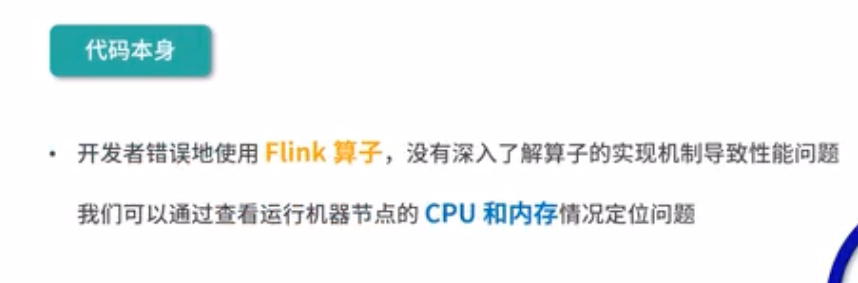 代码本身
• 开发者错误地使用 Flink 算子，没有深入了解算子的实现机制导致性能问题
我们可以通过查看运行机器节点的 CPU 和内存情况定位问题